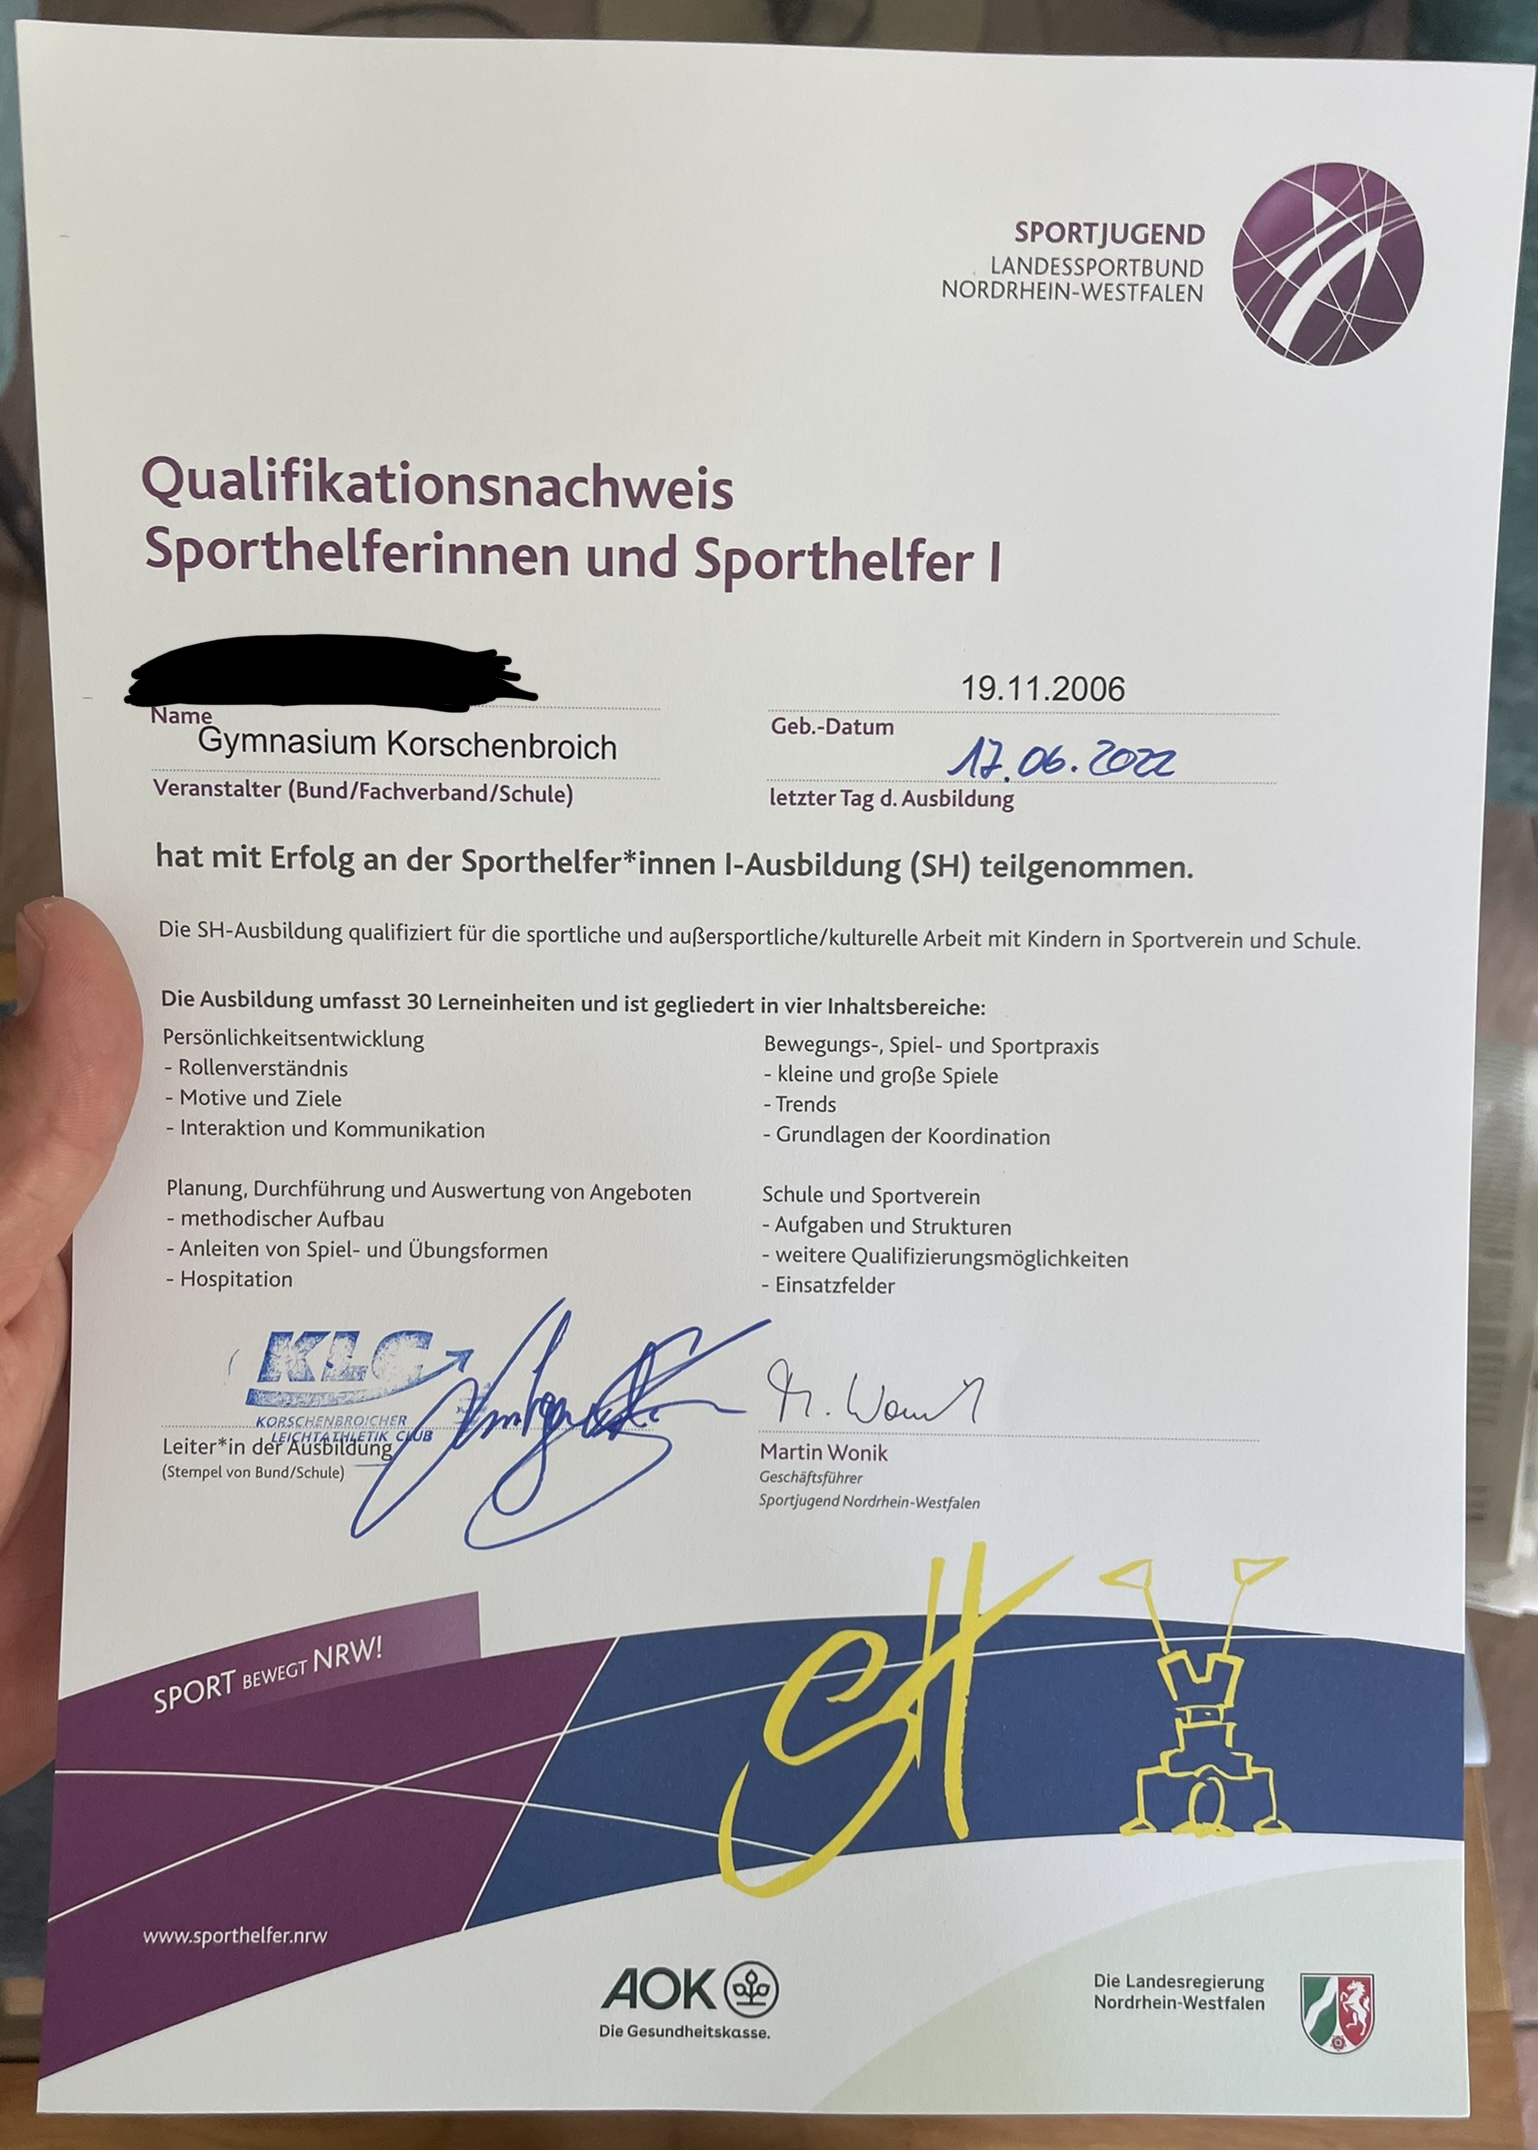 SPORTJUGEND
LANDESSPORTBUND
NORDRHEIN-WESTFALEN
Qualifikationsnachweis
Sporthelferinnen und Sporthelfer I
Name
19.11.2006
Geb.-Datum
Gymnasium Korschenbroich
Veranstalter (Bund/Fachverband/Schule)
17.06.2022
letzter Tag d. Ausbildung
hat mit Erfolg an der Sporthelfer*innen I-Ausbildung (SH) teilgenommen.
Die SH-Ausbildung qualifiziert für die sportliche und außersportliche/kulturelle Arbeit mit Kindern in Sportverein und Schule.
Die Ausbildung umfasst 30 Lerneinheiten und ist gegliedert in vier Inhaltsbereiche:
Persönlichkeitsentwicklung
- Rollenverständnis
- Motive und Ziele
- Interaktion und Kommunikation
Bewegungs-, Spiel- und Sportpraxis
- kleine und große Spiele
- Trends
- Grundlagen der Koordination
Planung, Durchführung und Auswertung von Angeboten
- methodischer Aufbau
- Anleiten von Spiel- und Übungsformen
- Hospitation
Schule und Sportverein
- Aufgaben und Strukturen
- weitere Qualifizierungsmöglichkeiten
- Einsatzfelder
KLC
KORSCHENBROICHER
LEICHTATHLETIK CLUB
Leiter*in der Ausbildung
(Stempel von Bund/Schule)
M. Wonik
Martin Wonik
Geschäftsführer
Sportjugend Nordrhein-Westfalen
SPORT BEWEGT NRW!
SH
www.sporthelfer.nrw
AOK
Die Gesundheitskasse.
Die Landesregierung
Nordrhein-Westfalen